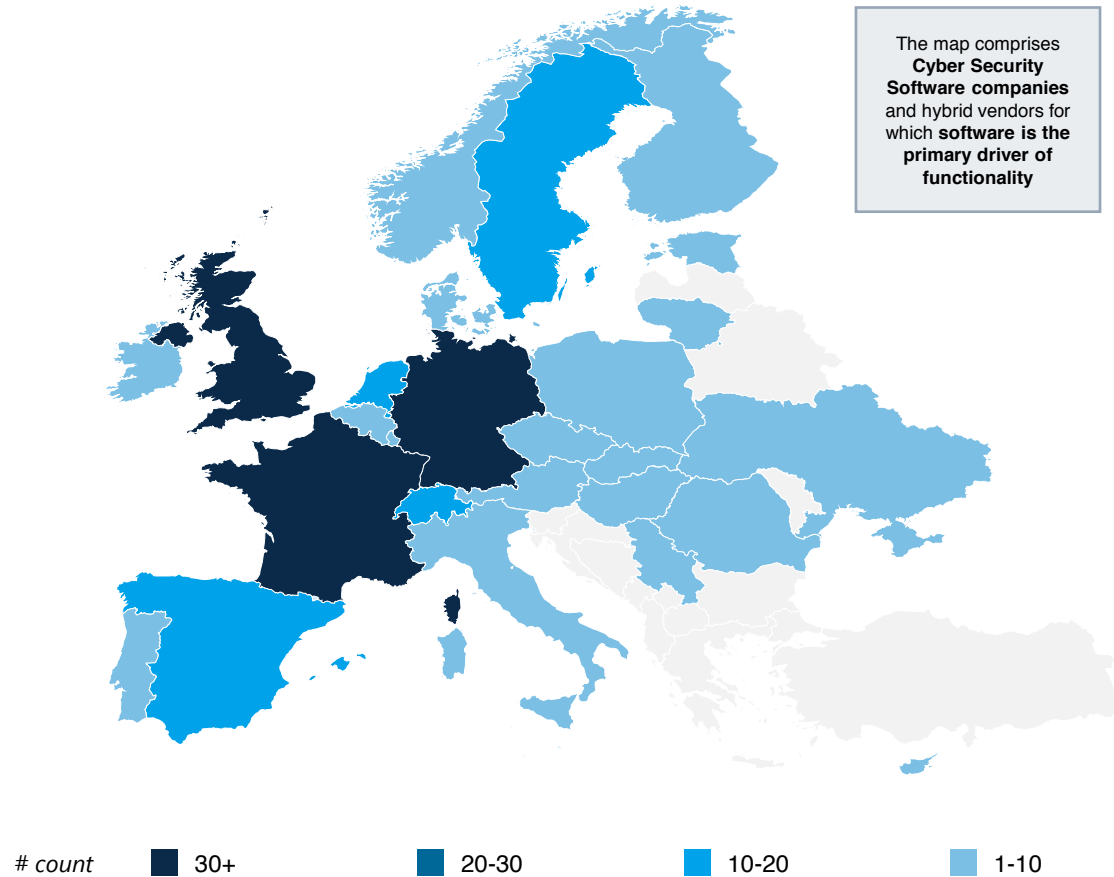 The map comprises
Cyber Security
Software companies
and hybrid vendors for
which software is the
primary driver of
functionality
# count
30+
20-30
10-20
1-10